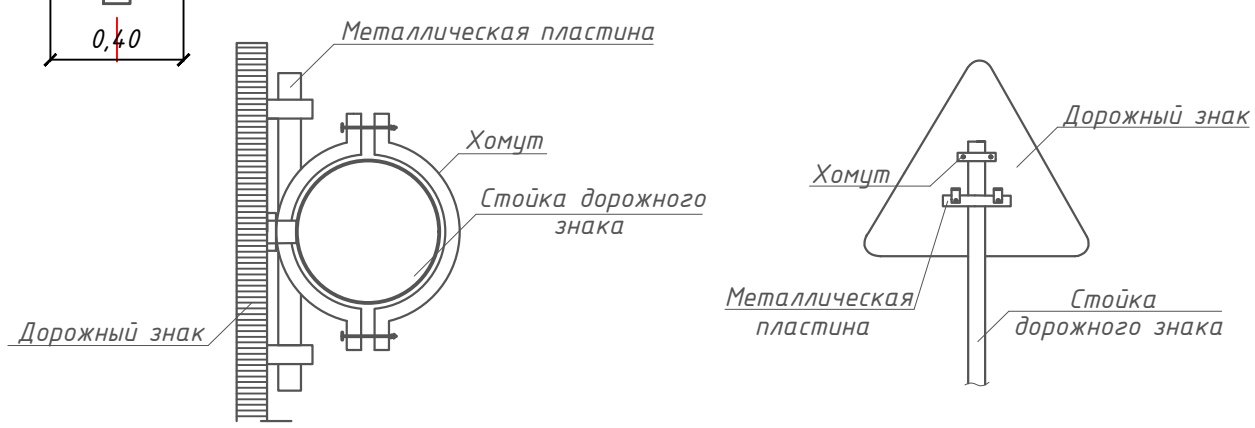 0,40
Металлическая пластина
Хомут
Стойка дорожного
знака
Дорожный знак
Дорожный знак
Хомут
Металлическая
пластина
Стойка
дорожного знака